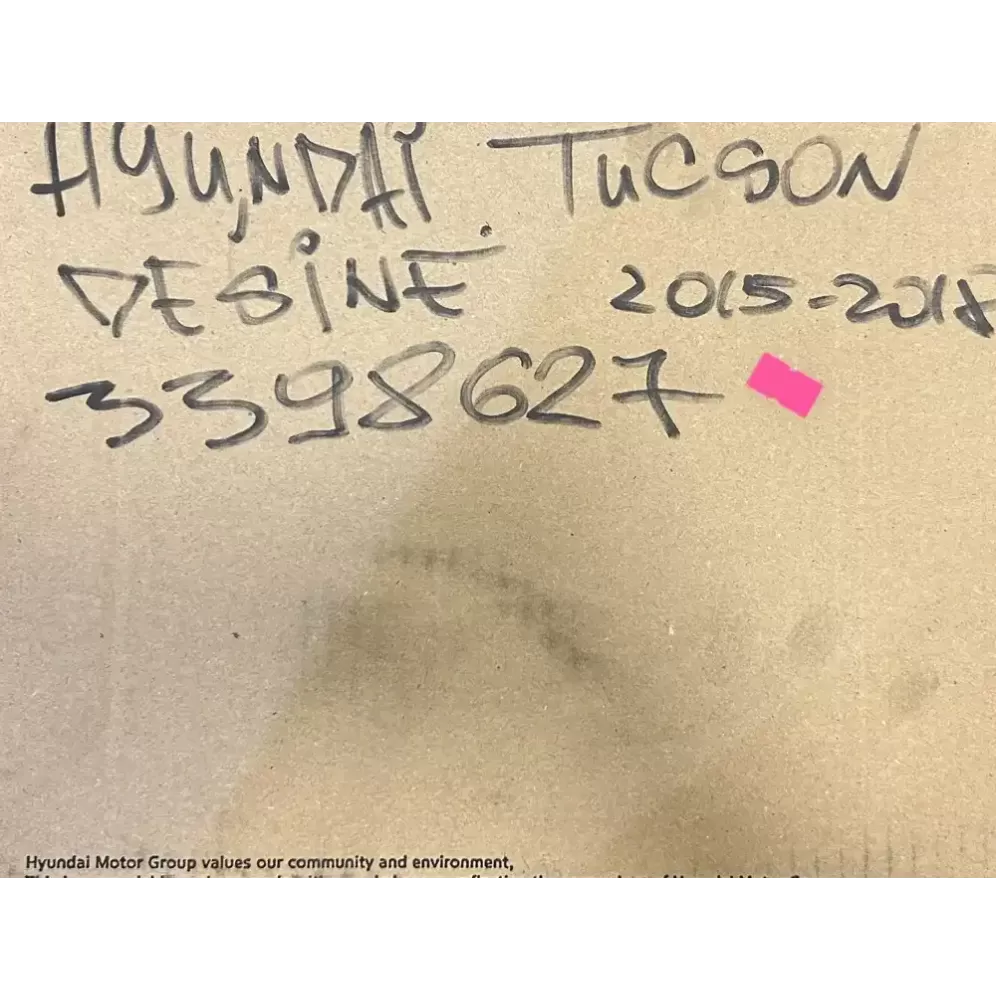 HYUNDAI TUCSON
DESİNE 2015-2018
3398627
Hyundai Motor Group values our community and environment,